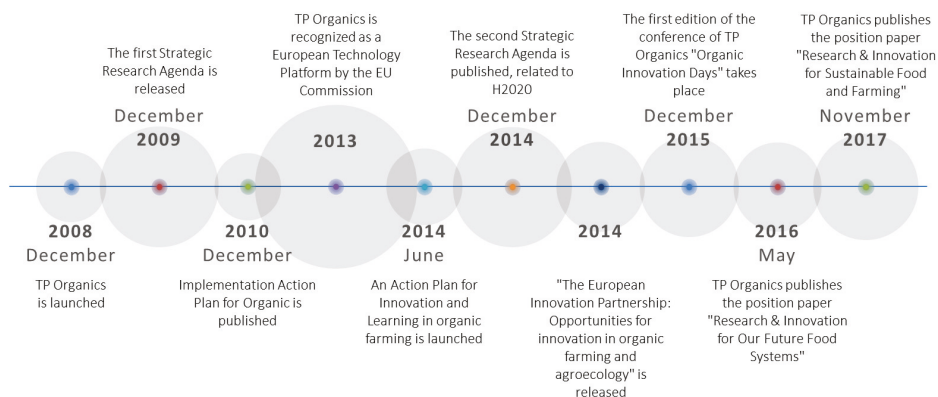 TP Organics
is launched
2008
December
The first Strategic
Research Agenda is
released
December
2009
2010
December
Implementation Action
Plan for Organic is
published
TP Organics is
recognized as a
European Technology
Platform by the EU
Commission
2013
2014
June
An Action Plan for
Innovation and
Learning in organic
farming is launched
The second Strategic
Research Agenda is
published, related to
H2020
December
2014
2014
"The European
Innovation Partnership:
Opportunities for
innovation in organic
farming and
agroecology" is
released
The first edition of the
conference of TP
Organics "Organic
Innovation Days" takes
place
December
2015
2016
May
TP Organics publishes
the position paper
"Research & Innovation
for Our Future Food
Systems"
TP Organics publishes
the position paper
"Research & Innovation
for Sustainable Food
and Farming"
November
2017